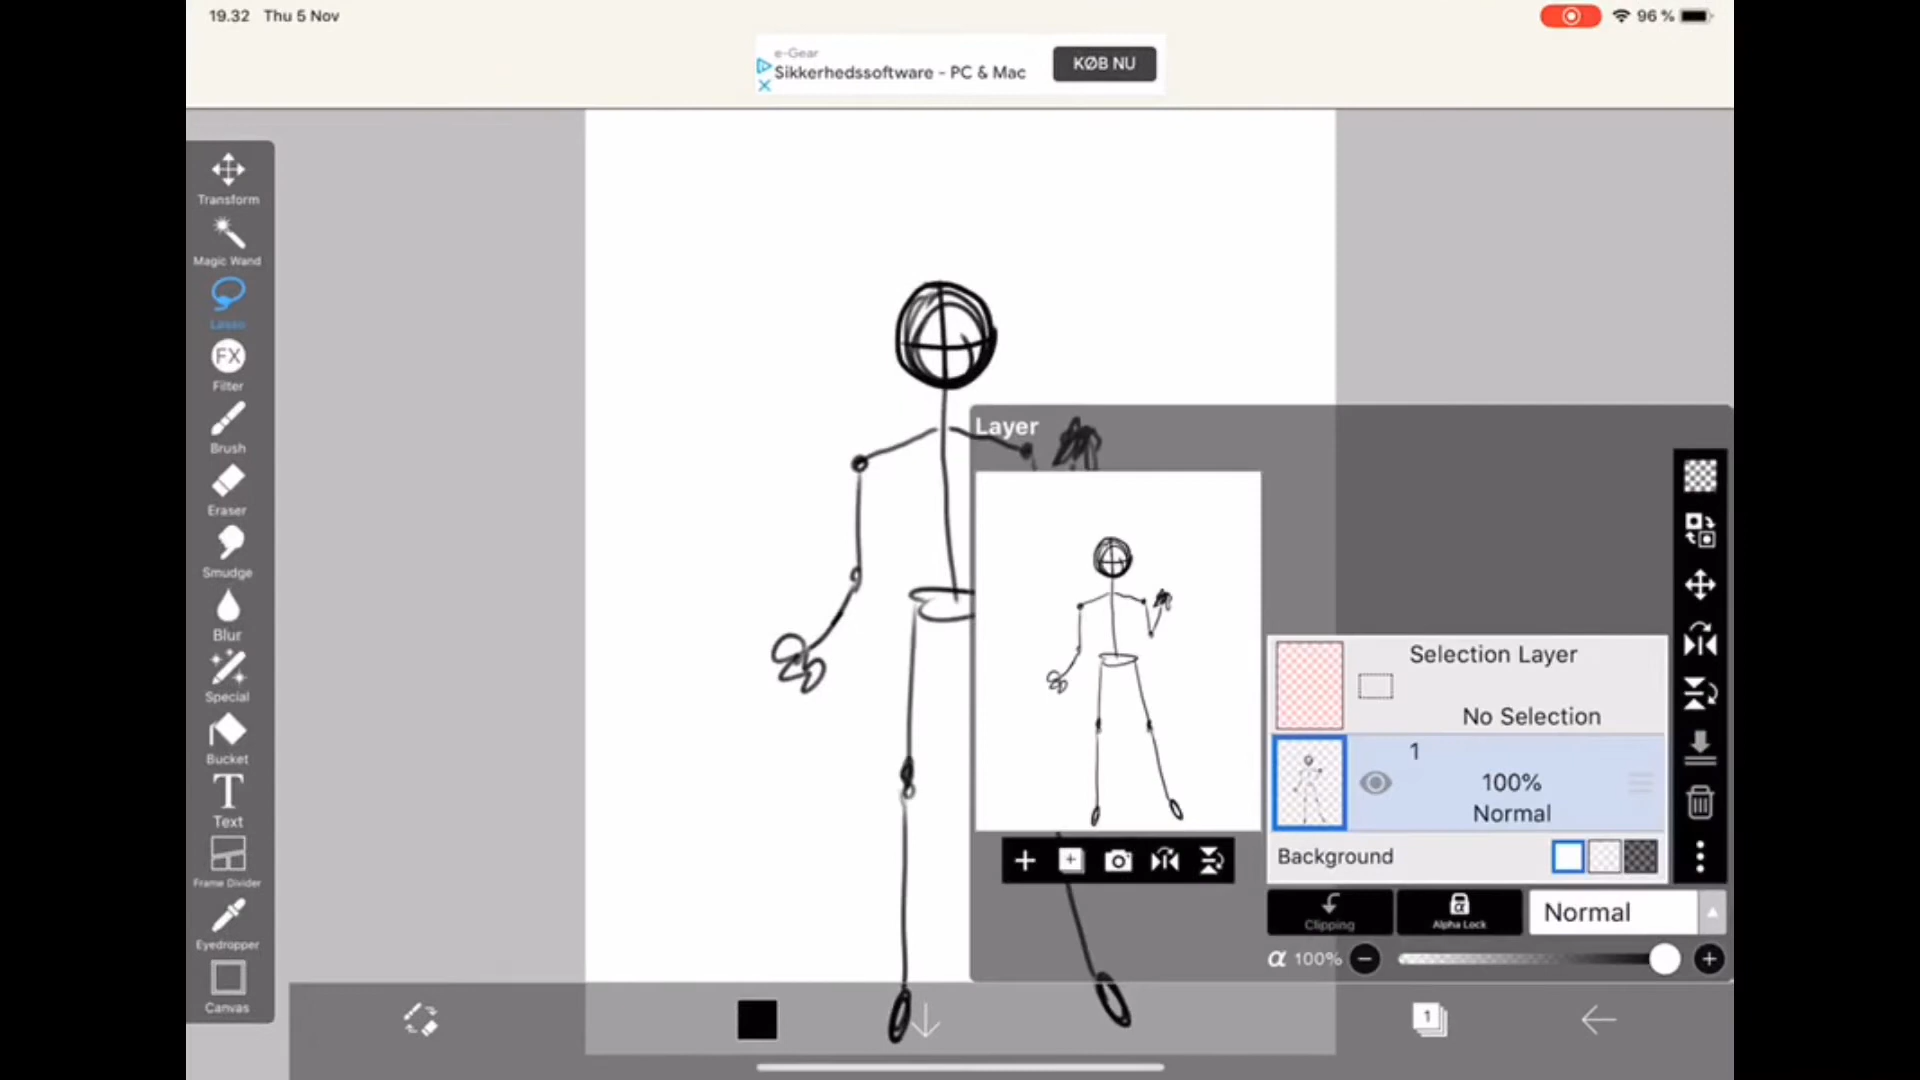 19.32 Thu 5 Nov
96 %
e-Gear
Sikkerhedssoftware - PC & Mac
KØB NU
Transform
Magic Wand
Lasso
FX
Filter
Brush
Eraser
Smudge
Blur
Special
Bucket
T
Text
Frame Divider
Eyedropper
Canvas
Layer
Selection Layer
No Selection
1
100%
Normal
Background
Clipping
α
Alpha Lock
Normal
α 100%
1